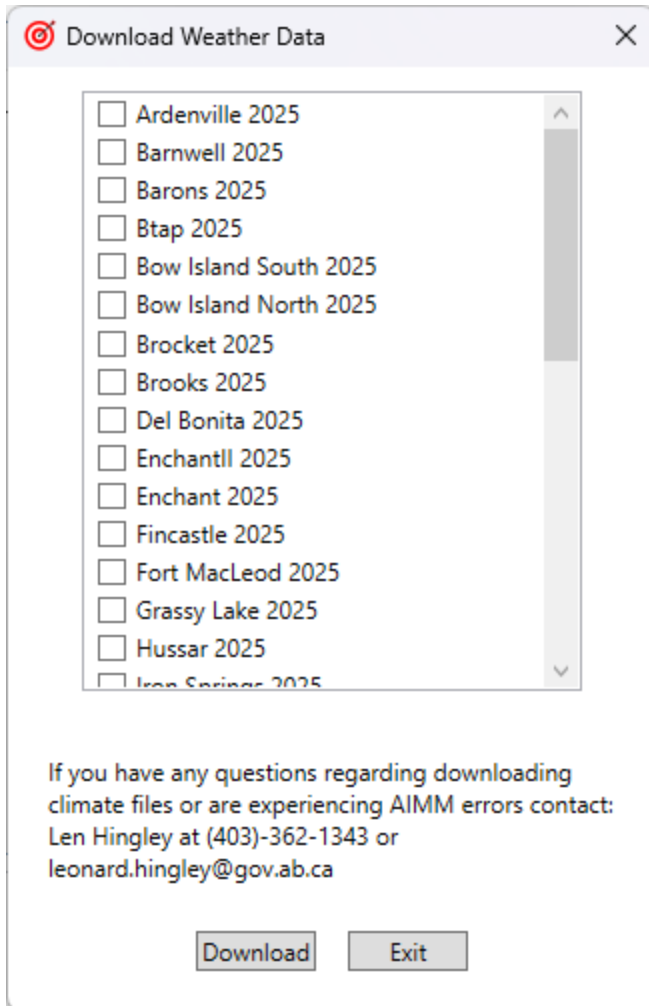 Download Weather Data
Ardenville 2025
Barnwell 2025
Barons 2025
Btap 2025
Bow Island South 2025
Bow Island North 2025
Brocket 2025
Brooks 2025
Del Bonita 2025
EnchantII 2025
Enchant 2025
Fincastle 2025
Fort MacLeod 2025
Grassy Lake 2025
Hussar 2025
Iron Springs 2025
If you have any questions regarding downloading
climate files or are experiencing AIMM errors contact:
Len Hingley at (403)-362-1343 or
leonard.hingley@gov.ab.ca
Download
Exit